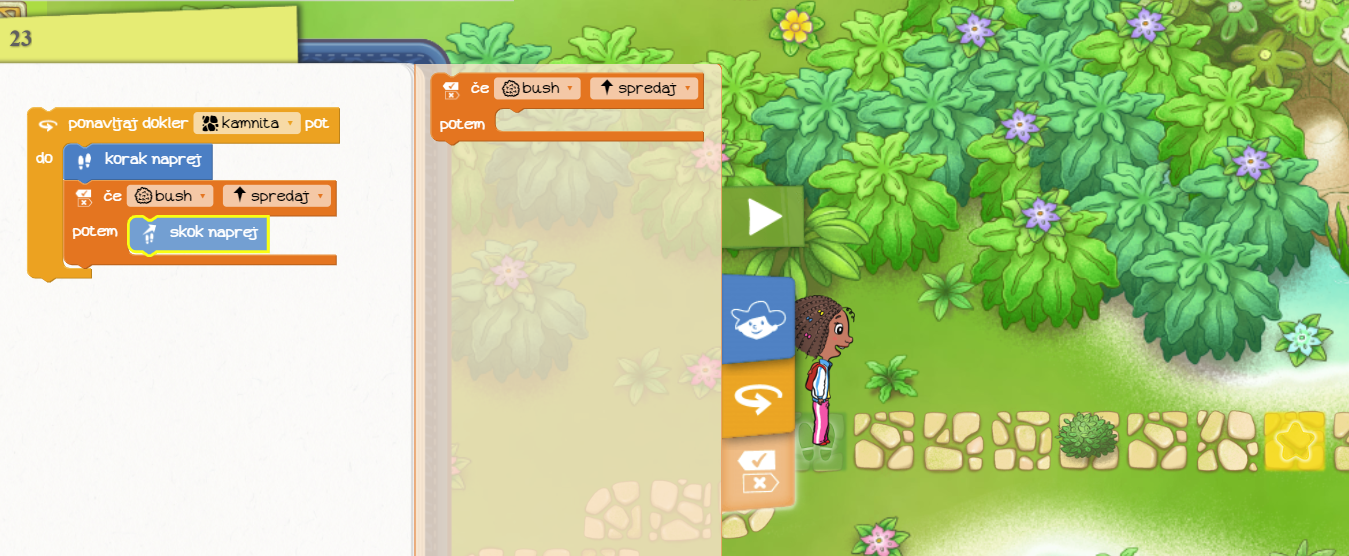 23
ponavljaj dokler kamnita pot
do korak naprej
če bush spredaj
potem skok naprej
če bush spredaj
potem